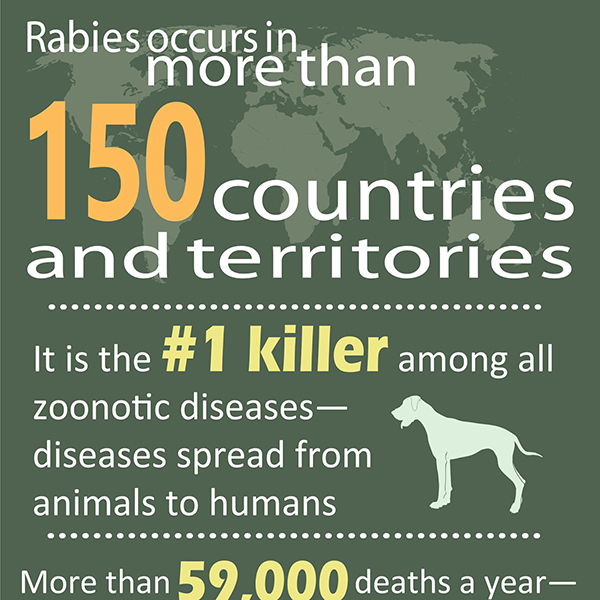 Rabies occurs in
more than
150 countries
and territories
It is the #1 killer among all
zoonotic diseases—
diseases spread from
animals to humans
More than 59,000 deaths a year—